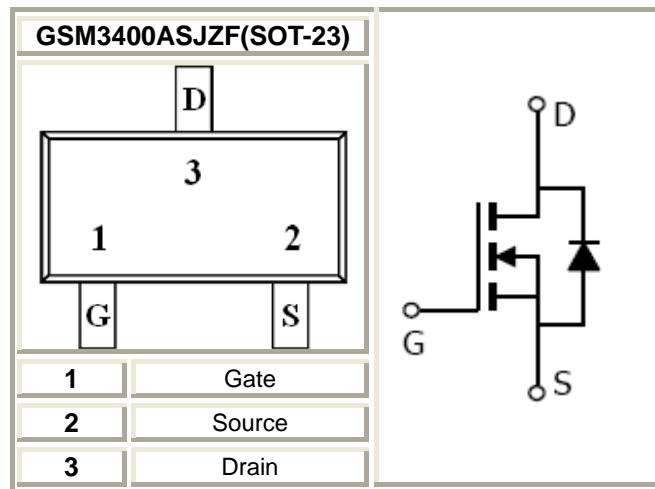 GSM3400ASJZF(SOT-23)
D
3
1 2
G S
1 Gate
2 Source
3 Drain
D
G
S